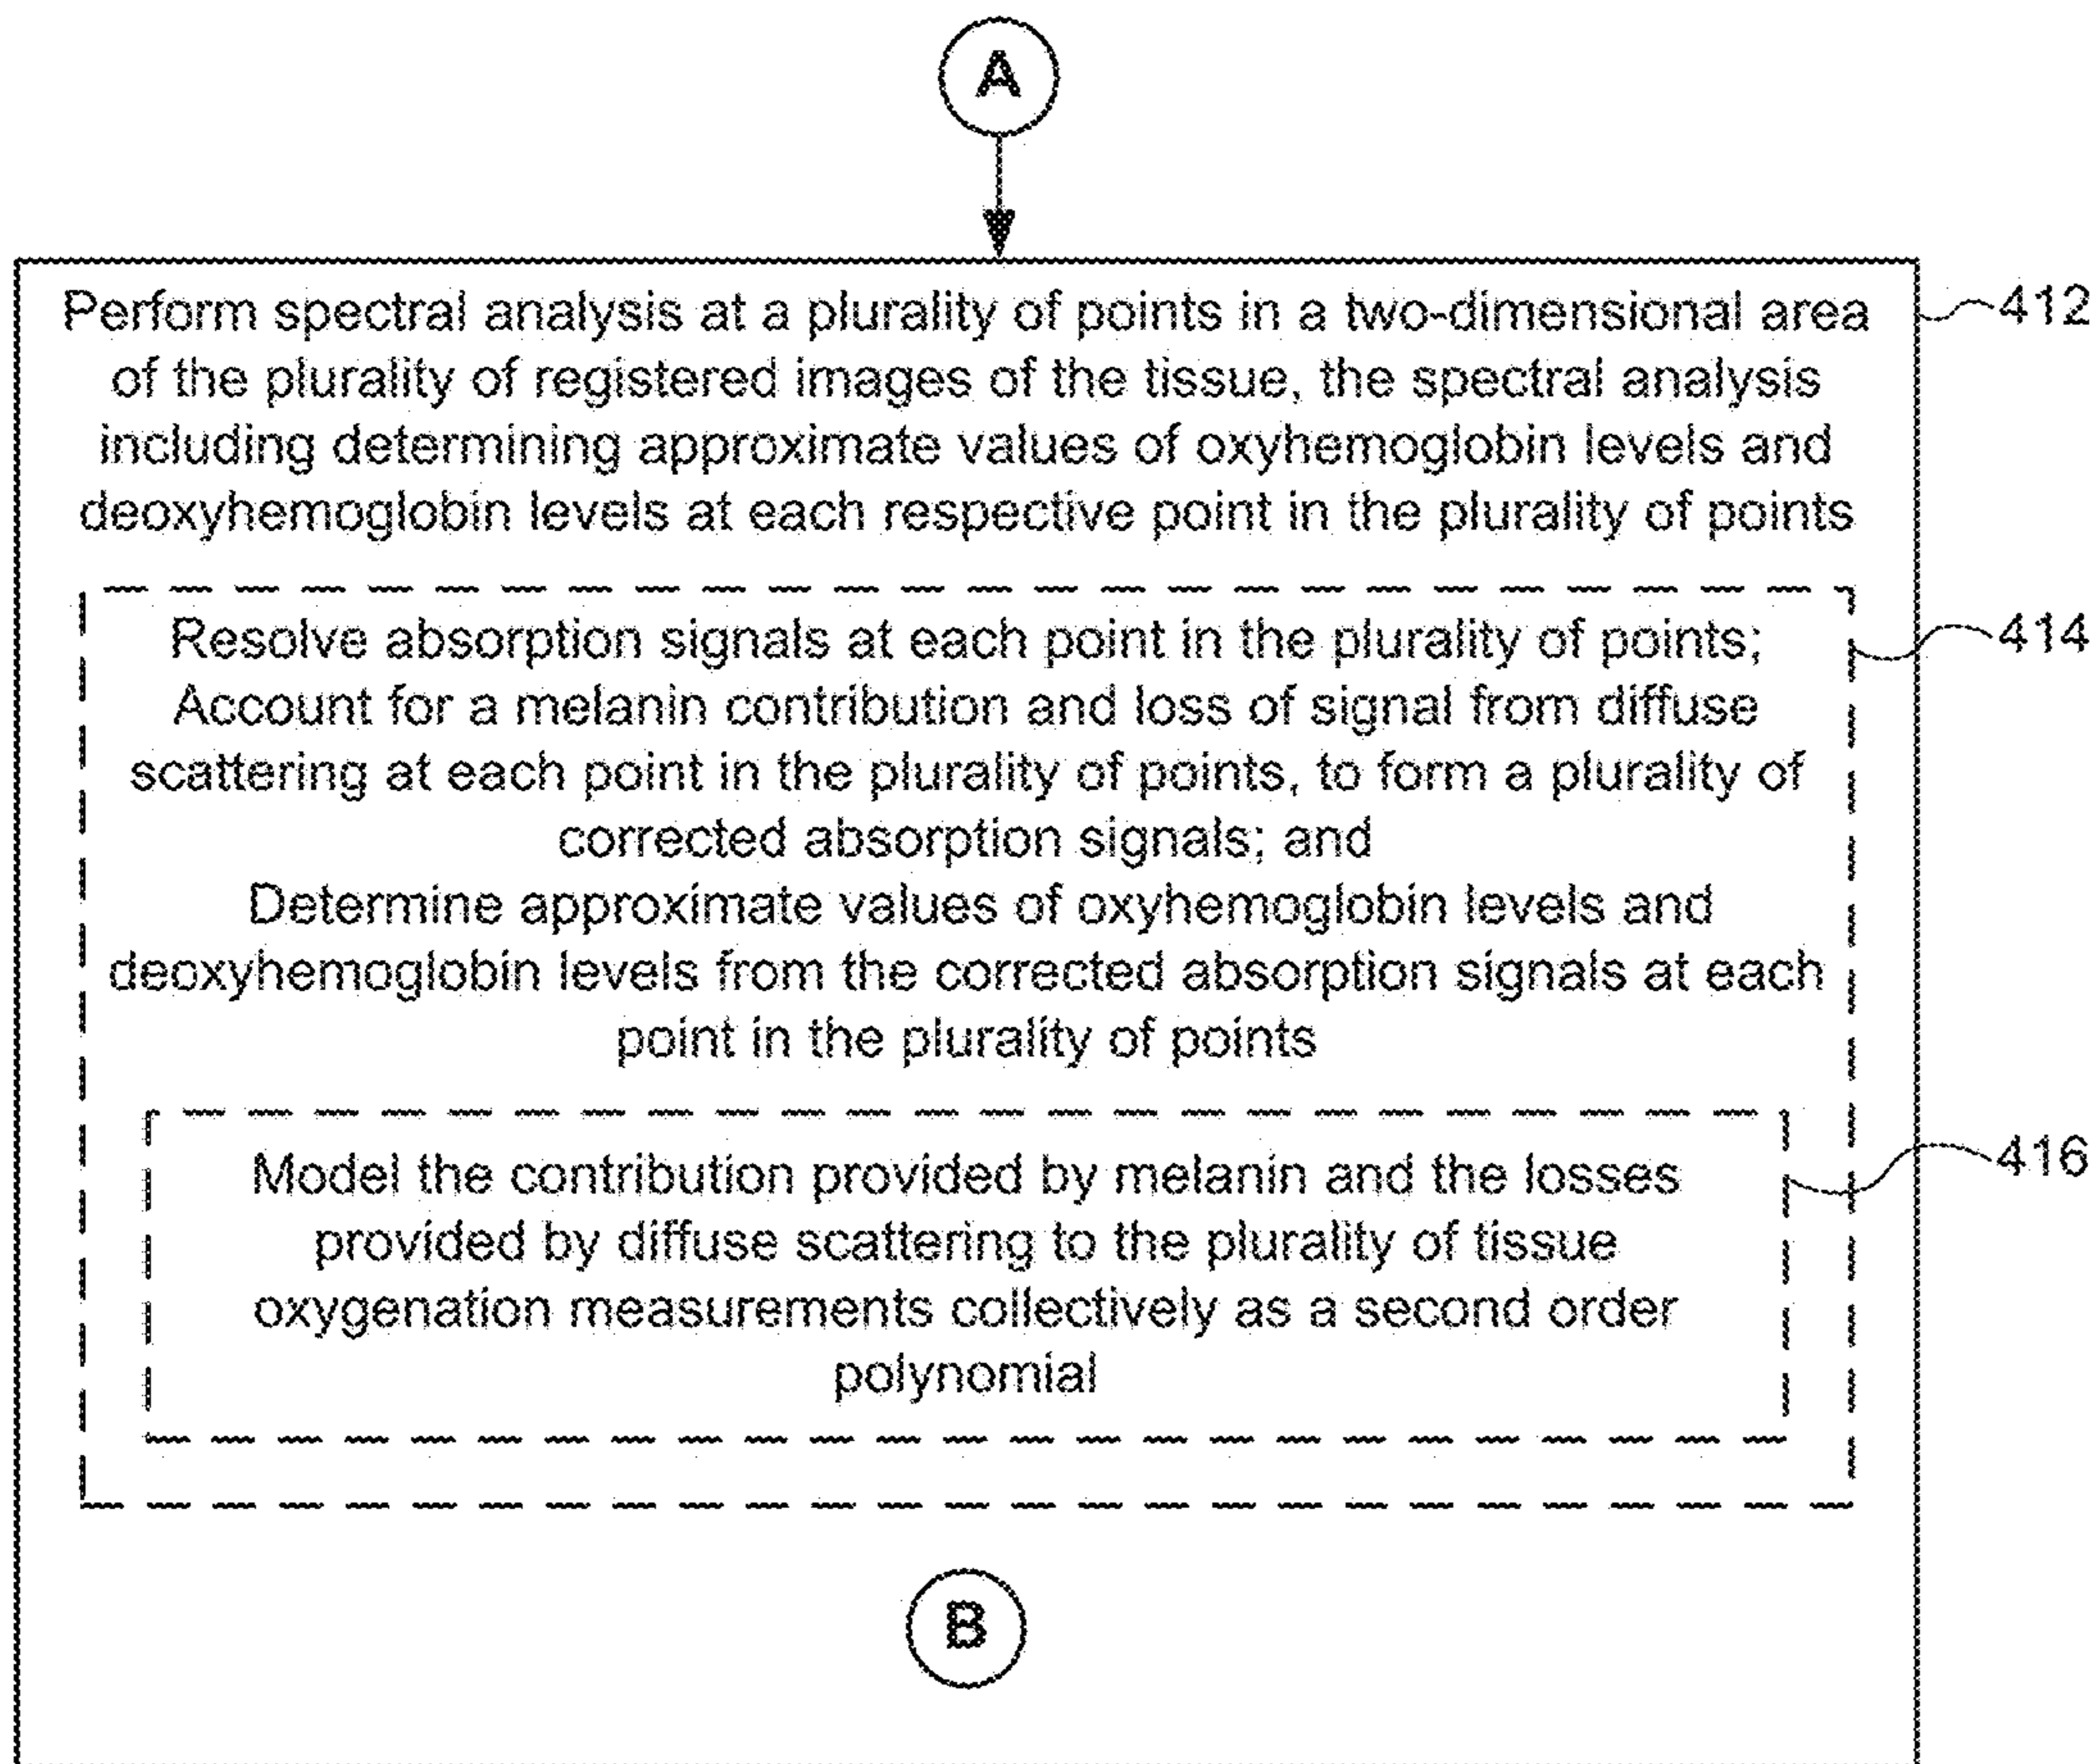 A
Perform spectral analysis at a plurality of points in a two-dimensional area
of the plurality of registered images of the tissue, the spectral analysis
including determining approximate values of oxyhemoglobin levels and
deoxyhemoglobin levels at each respective point in the plurality of points
412
Resolve absorption signals at each point in the plurality of points;
Account for a melanin contribution and loss of signal from diffuse
scattering at each point in the plurality of points, to form a plurality of
corrected absorption signals; and
Determine approximate values of oxyhemoglobin levels and
deoxyhemoglobin levels from the corrected absorption signals at each
point in the plurality of points
414
Model the contribution provided by melanin and the losses
provided by diffuse scattering to the plurality of tissue
oxygenation measurements collectively as a second order
polynomial
416
B